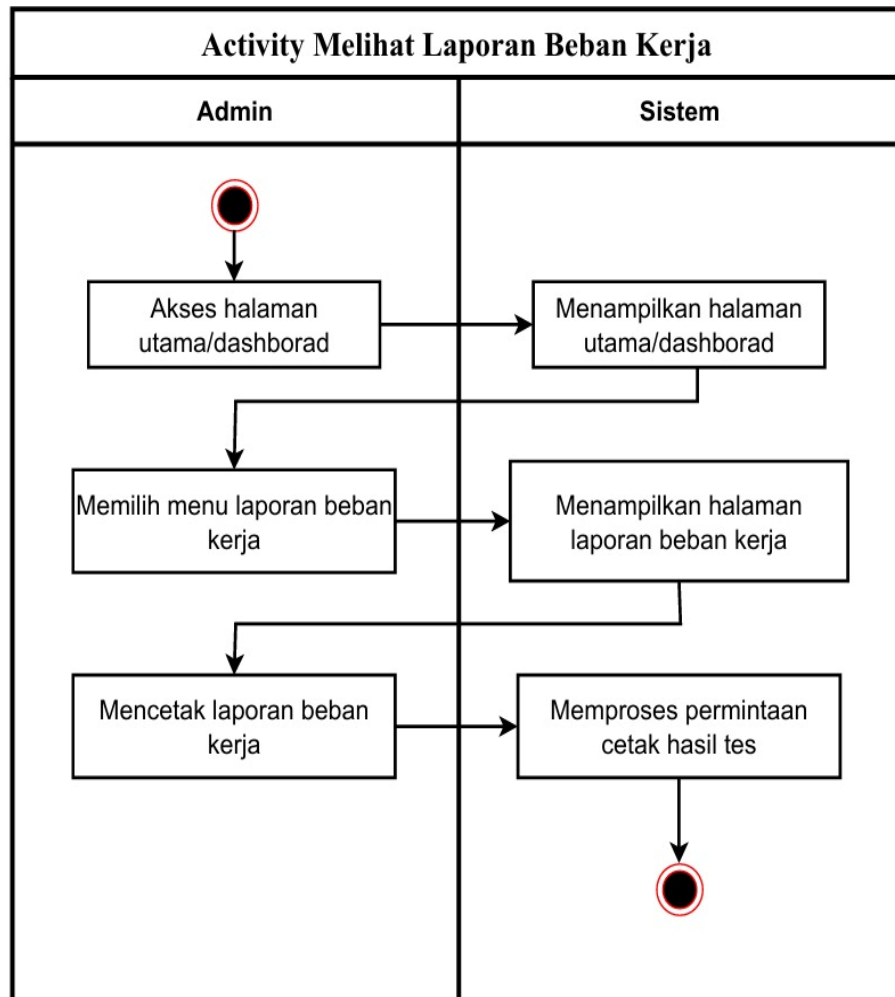 Activity Melihat Laporan Beban Kerja
Admin
Sistem
Akses halaman
utama/dashborad
Menampilkan halaman
utama/dashborad
Memilih menu laporan beban
kerja
Menampilkan halaman
laporan beban kerja
Mencetak laporan beban
kerja
Memproses permintaan
cetak hasil tes